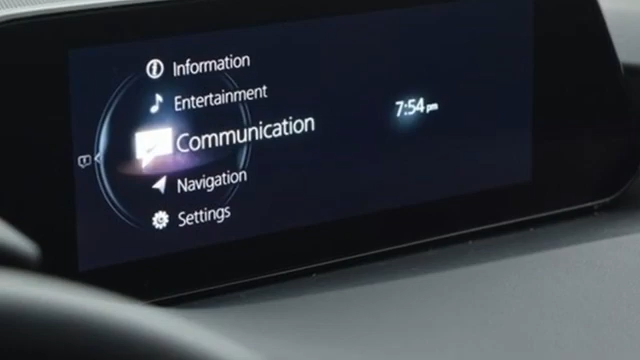 Information
Entertainment
Communication
7:54 pm
Navigation
Settings